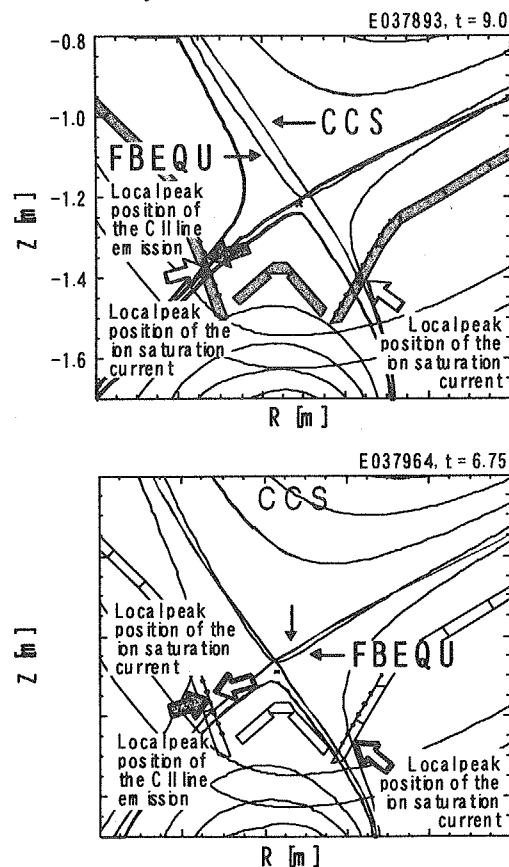 E037893, t = 9.0
-0.8
-1.0
-1.2
-1.4
-1.6
Z [m]
CCS
FBEQU
Local peak
position of
the C II line
emission
Local peak
position of the
ion saturation
current
Local peak
position of the
ion saturation
current
R [m]
E037964, t = 6.75
CCS
FBEQU
Z [m]
Local peak
position of the
ion saturation
current
Local peak
position of
the C II line
emission
Local peak
position of the
ion saturation
current
R [m]